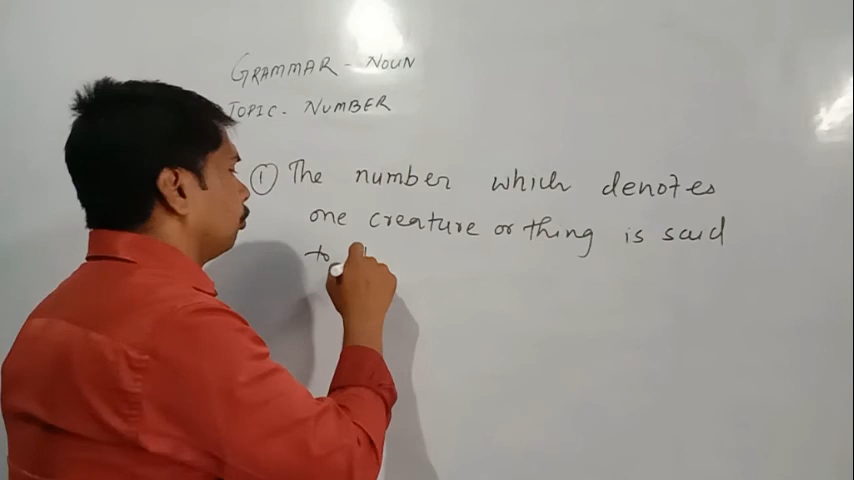 GRAMMAR - NOUN
TOPIC - NUMBER
① The number which denotes
one creature or thing is said
to